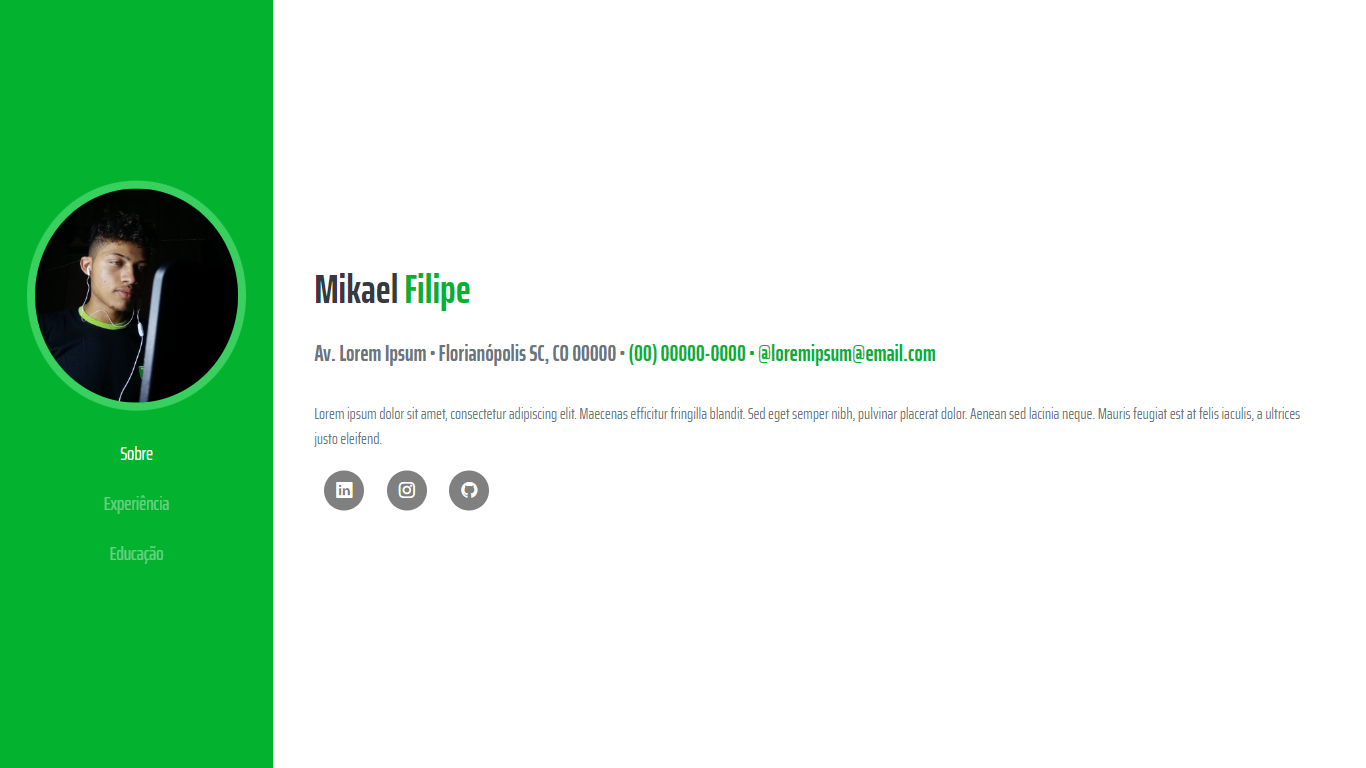 Sobre
Experiência
Educação
Mikael Filipe
Av. Lorem Ipsum · Florianópolis SC, CO 00000 · (00) 00000-0000 · @loremipsum@email.com
Lorem ipsum dolor sit amet, consectetur adipiscing elit. Maecenas efficitur fringilla blandit. Sed eget semper nibh, pulvinar placerat dolor. Aenean sed lacinia neque. Mauris feugiat est at felis iaculis, a ultrices
justo eleifend.
in